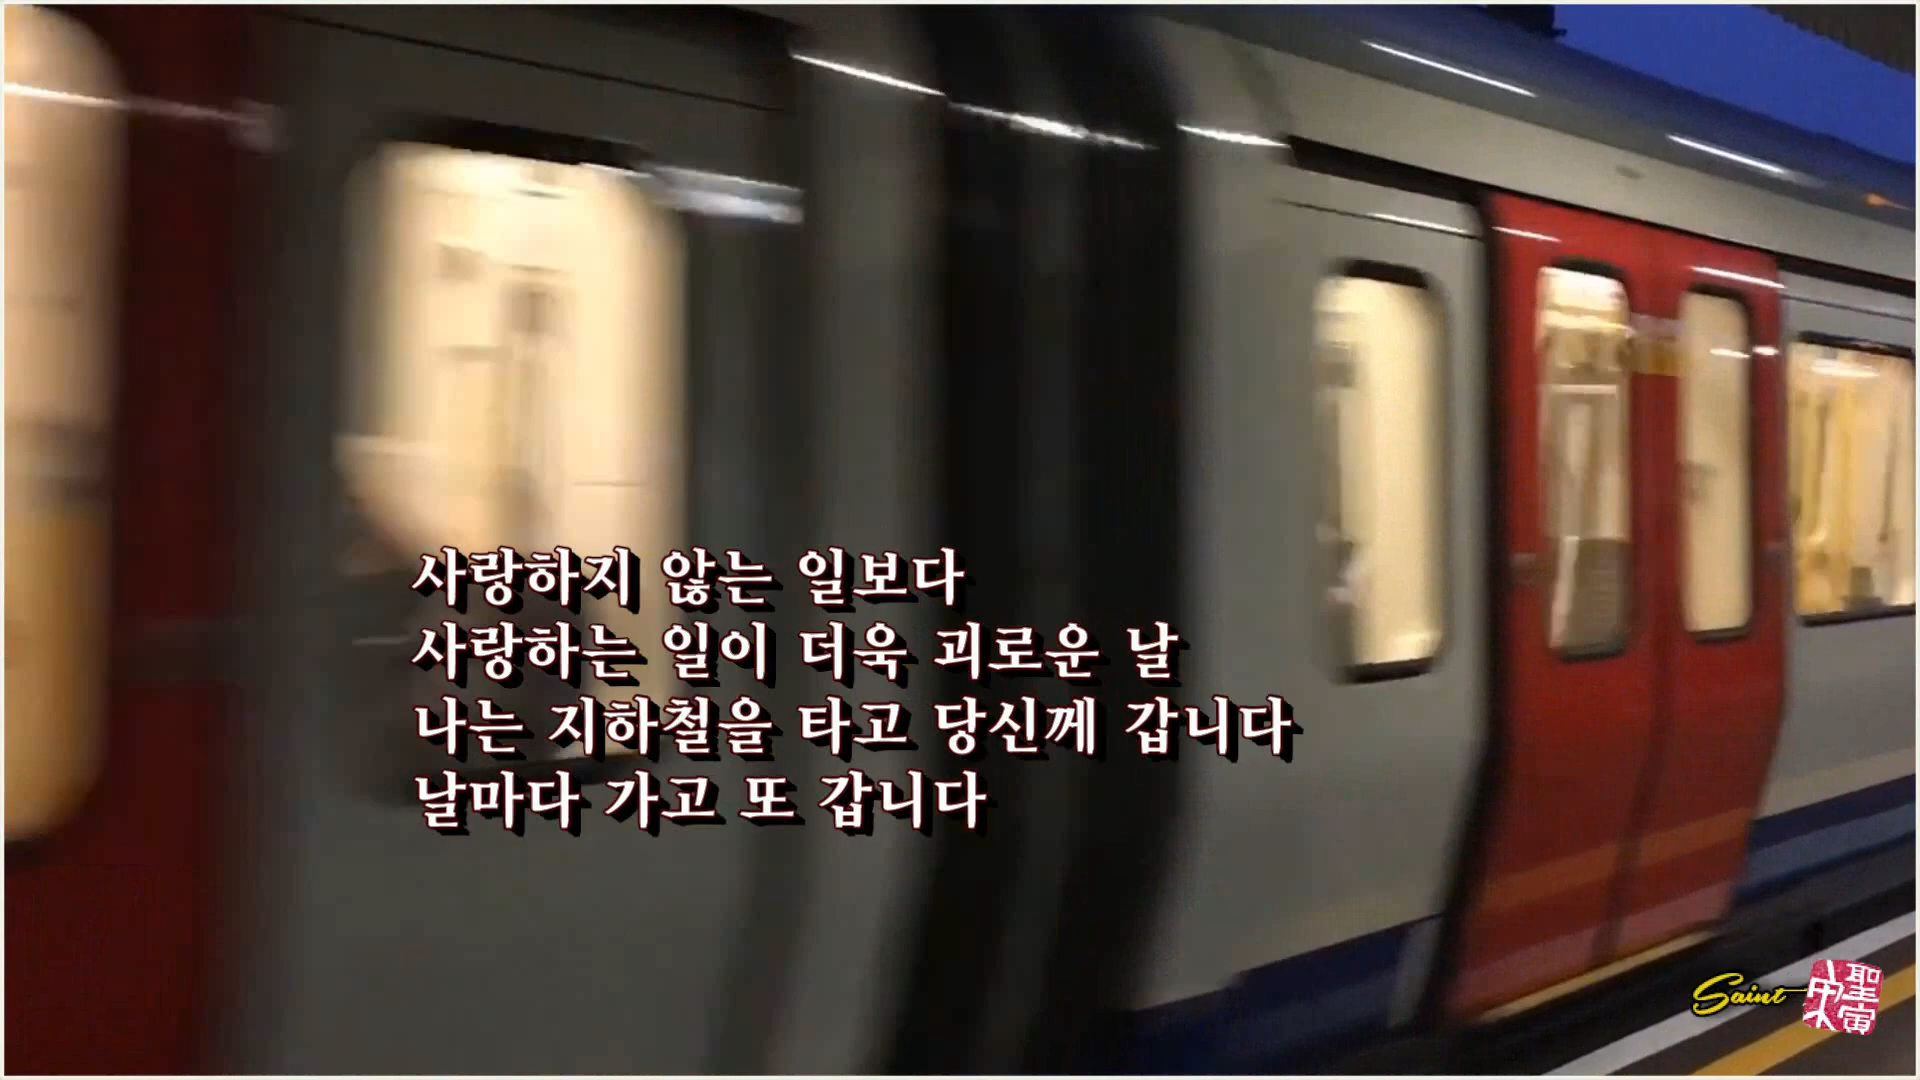 사랑하지 않는 일보다
사랑하는 일이 더욱 괴로운 날
나는 지하철을 타고 당신께 갑니다
날마다 가고 또 갑니다
Saint
聖寅